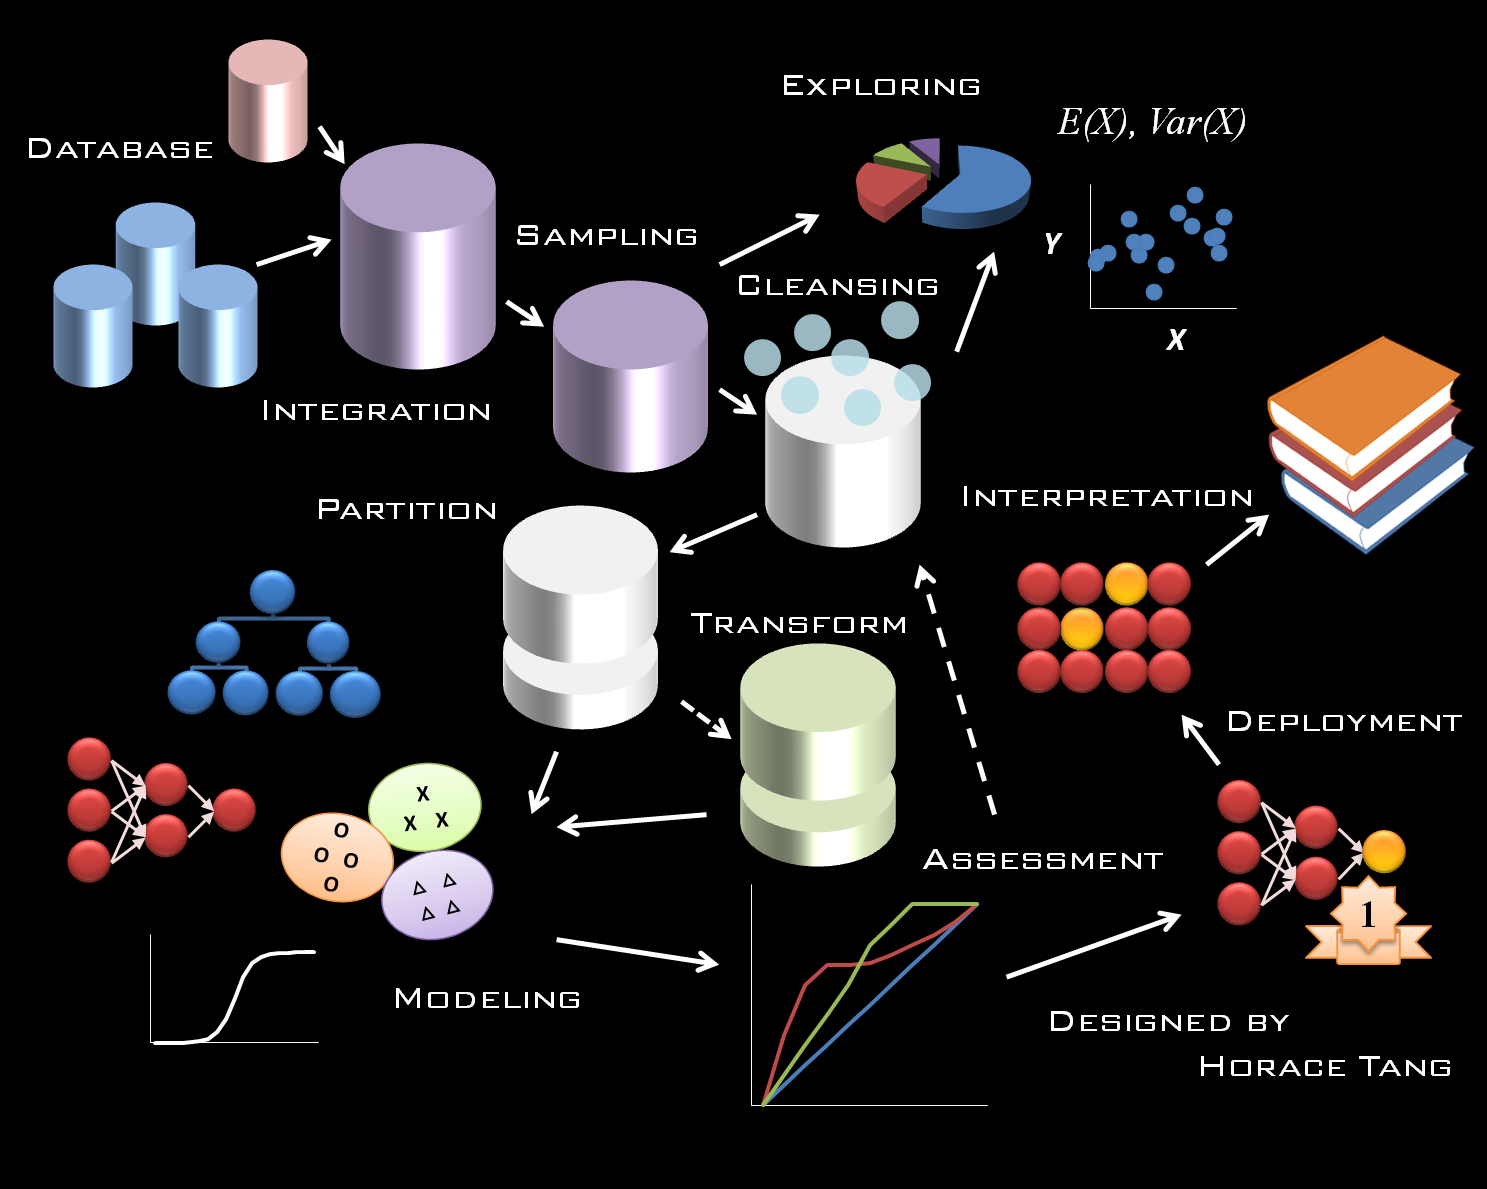 Exploring
E(X), Var(X)
Database
Sampling
Y
Cleansing
X
Integration
Interpretation
Partition
Transform
Deployment
X
X X
O
O O
O
Δ Δ
Δ Δ
Assessment
1
Modeling
Designed by
Horace Tang